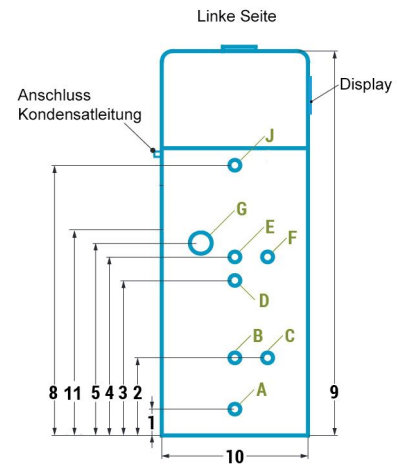 Linke Seite
Display
Anschluss
Kondensatleitung
J
G
E
F
D
B
C
A
8
11
5
4
3
2
1
9
10